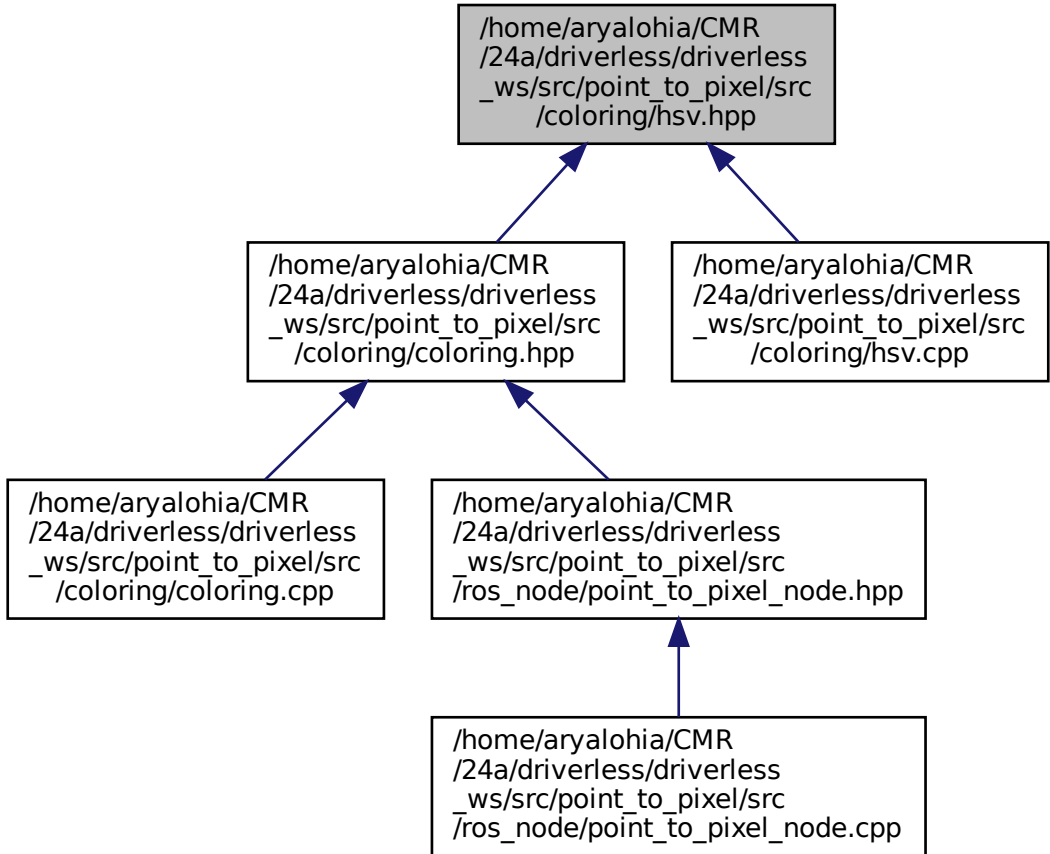 /home/aryalohia/CMR
/24a/driverless/driverless
_ws/src/point_to_pixel/src
/coloring/hsv.hpp
/home/aryalohia/CMR
/24a/driverless/driverless
_ws/src/point_to_pixel/src
/coloring/coloring.hpp
/home/aryalohia/CMR
/24a/driverless/driverless
_ws/src/point_to_pixel/src
/coloring/hsv.cpp
/home/aryalohia/CMR
/24a/driverless/driverless
_ws/src/point_to_pixel/src
/coloring/coloring.cpp
/home/aryalohia/CMR
/24a/driverless/driverless
_ws/src/point_to_pixel/src
/ros_node/point_to_pixel_node.hpp
/home/aryalohia/CMR
/24a/driverless/driverless
_ws/src/point_to_pixel/src
/ros_node/point_to_pixel_node.cpp